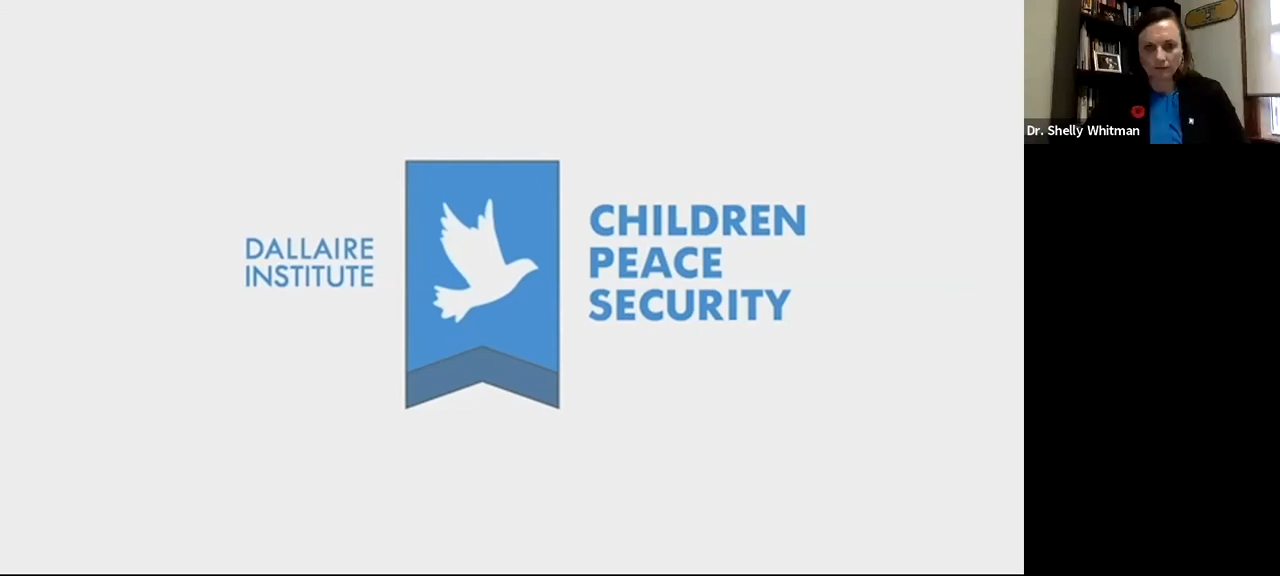 DALLAIRE
INSTITUTE
CHILDREN
PEACE
SECURITY
Dr. Shelly Whitman